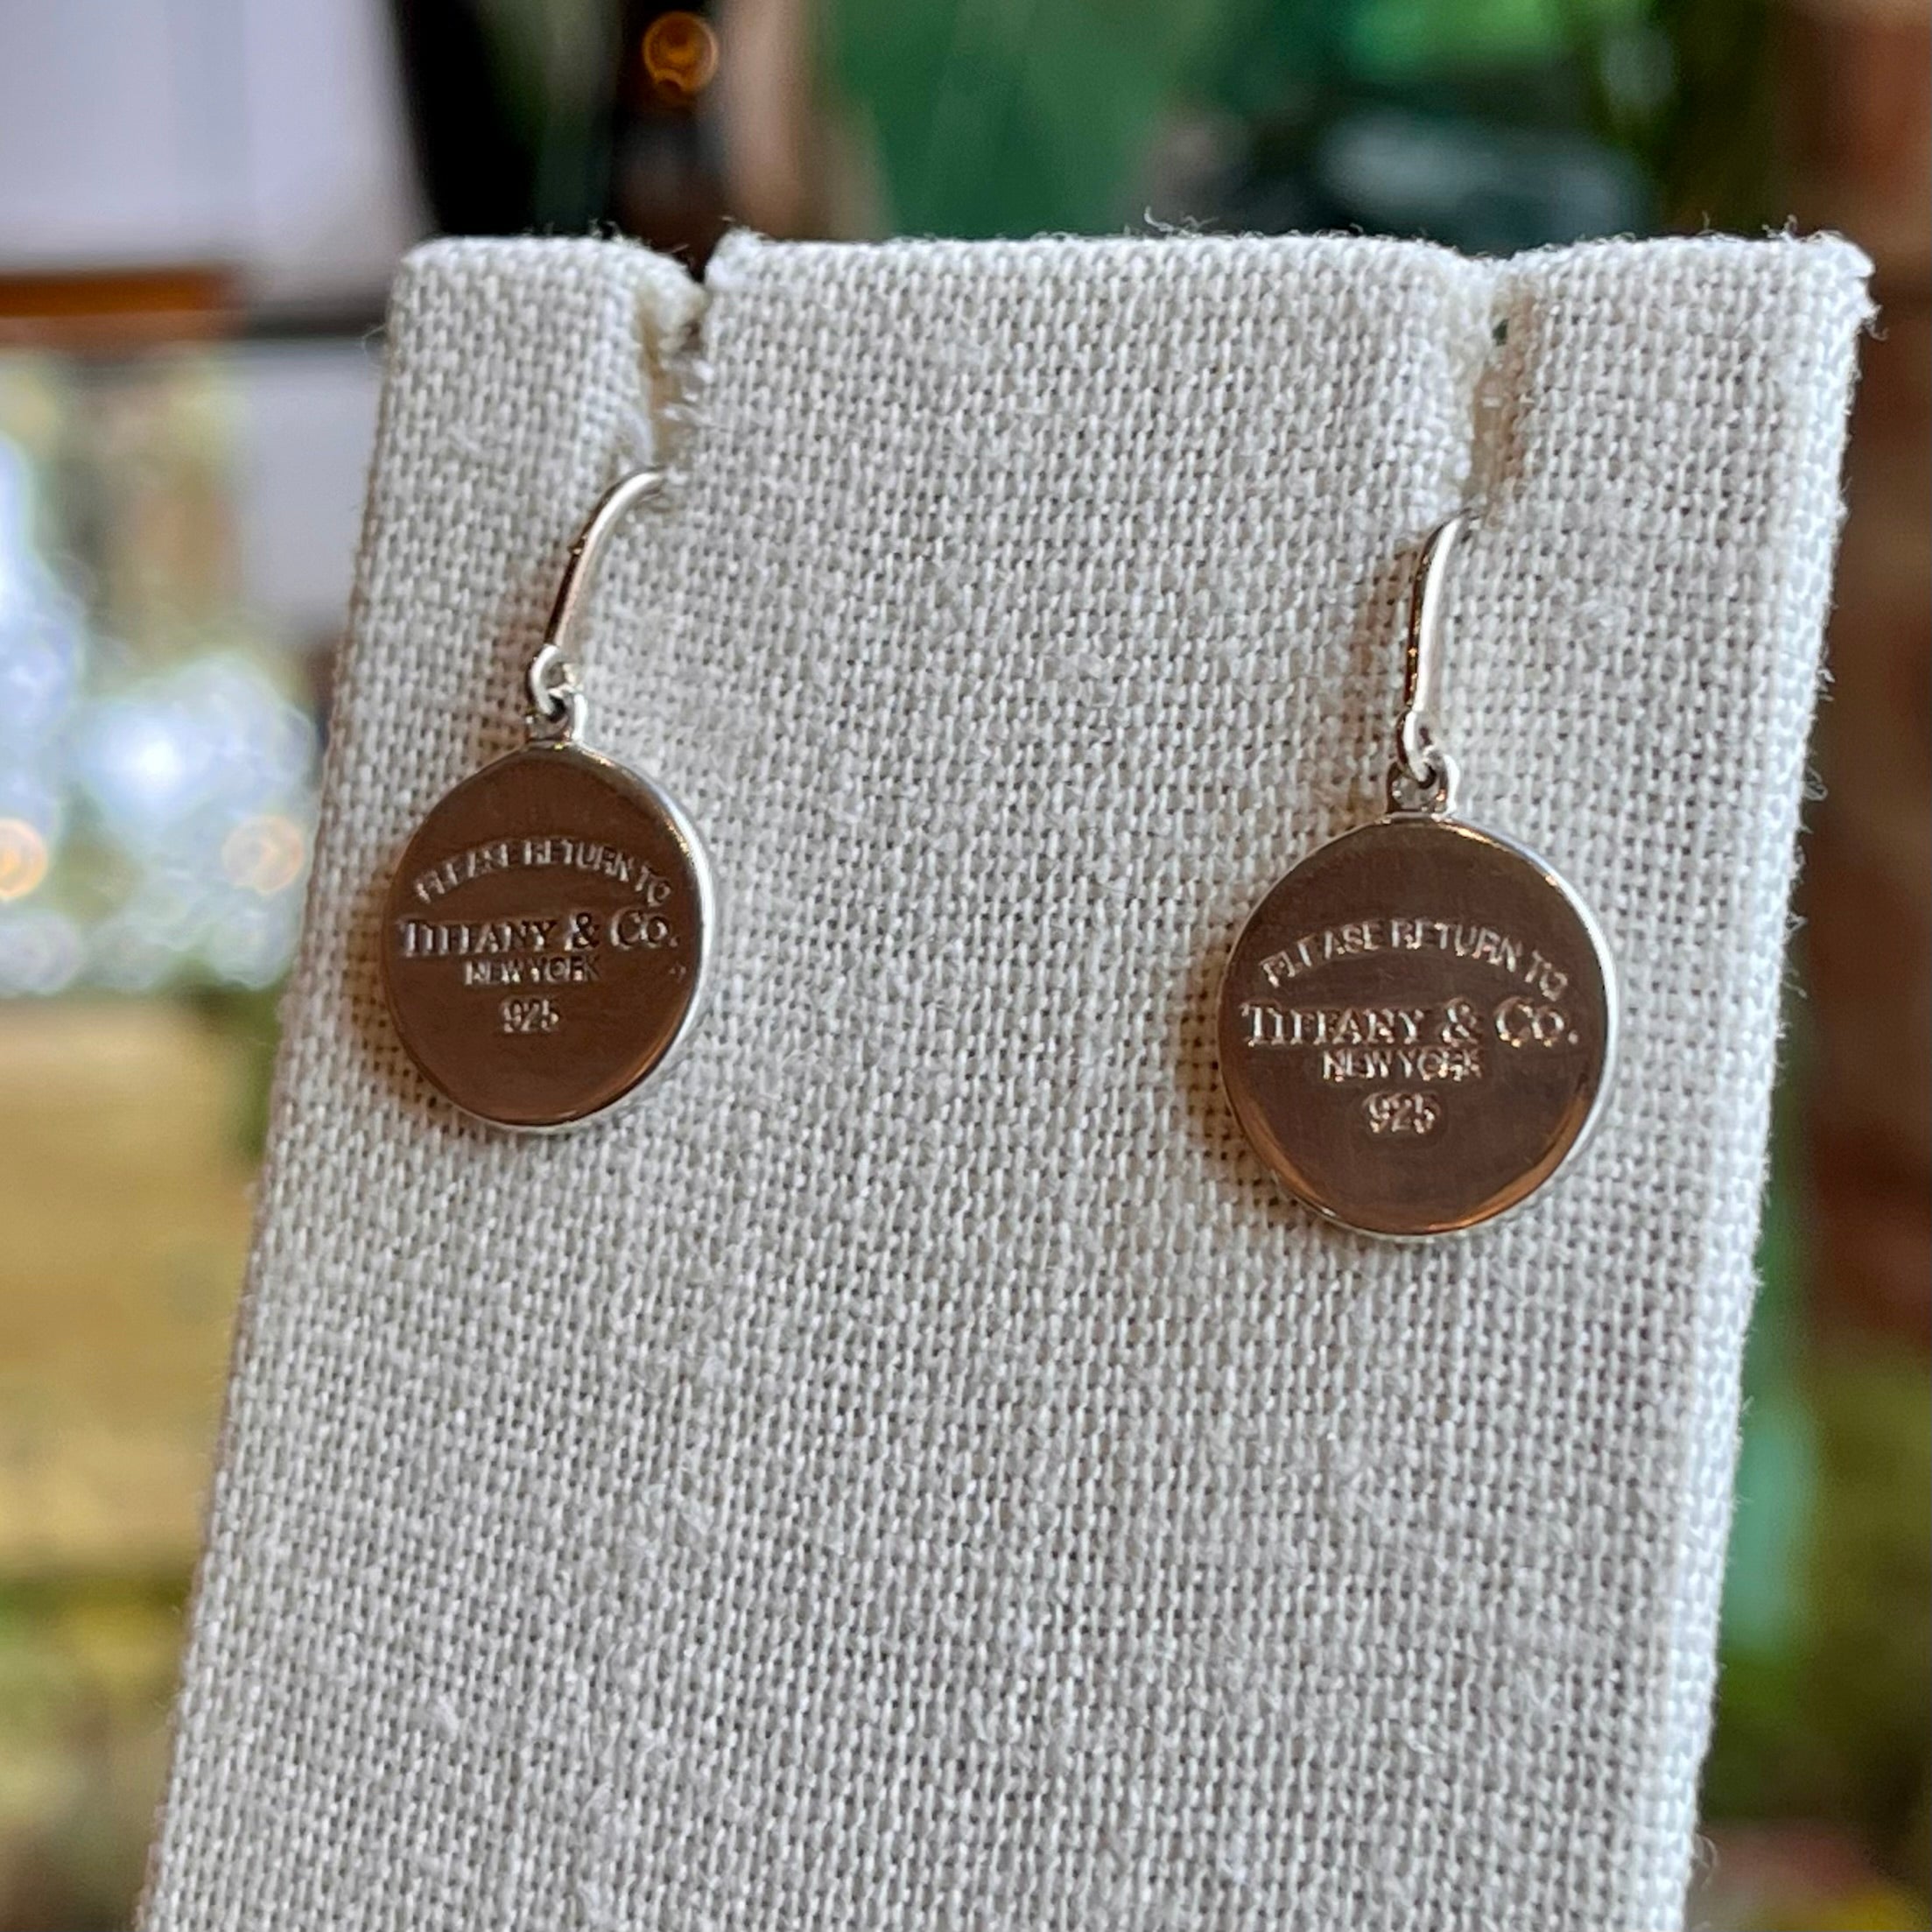 PLEASE RETURN TO
TIFFANY & CO.
NEW YORK
925
PLEASE RETURN TO
TIFFANY & CO.
NEW YORK
925